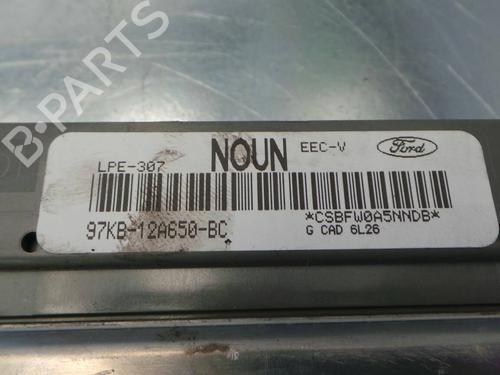 B-PARTS
LPE-307 NOUN EEC-V Ford
97KB-12A650-BC *CSBFW0A5NNDB*
G CAD 6L26